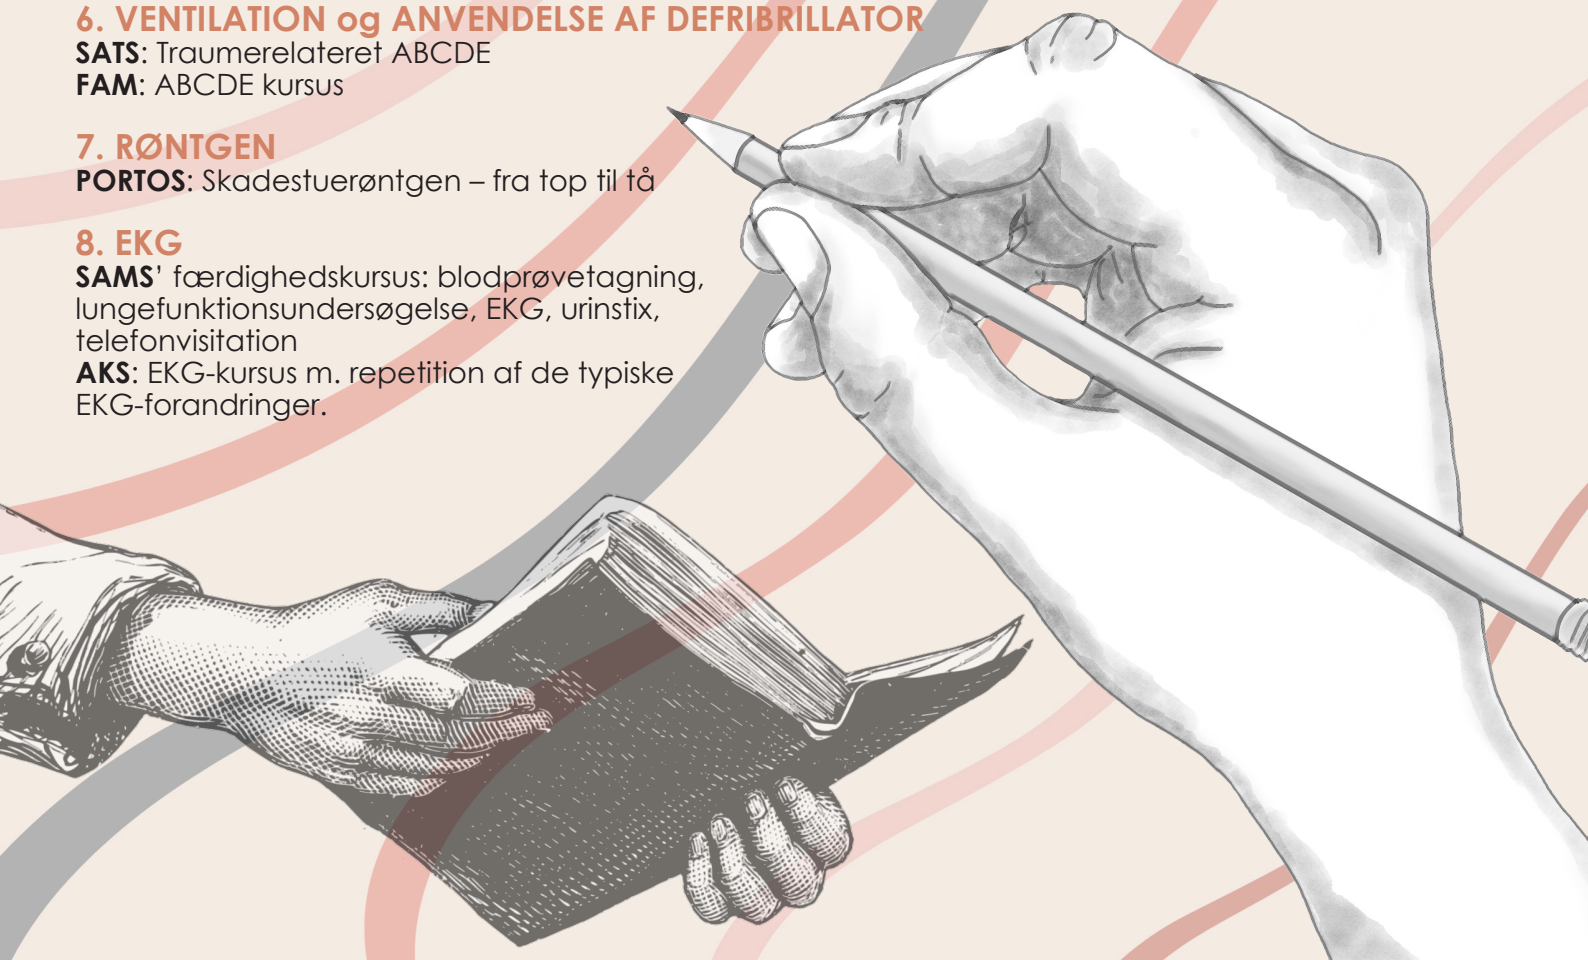 6. VENTILATION og ANVENDELSE AF DEFRIBRILLATOR
SATS: Traumerelateret ABCDE
FAM: ABCDE kursus
7. RØNTGEN
PORTOS: Skadestuerøntgen – fra top til tå
8. EKG
SAMS’ færdighedskursus: blodprøvetagning,
lungefunktionsundersøgelse, EKG, urinstix,
telefonvisitation
AKS: EKG-kursus m. repetition af de typiske
EKG-forandringer.